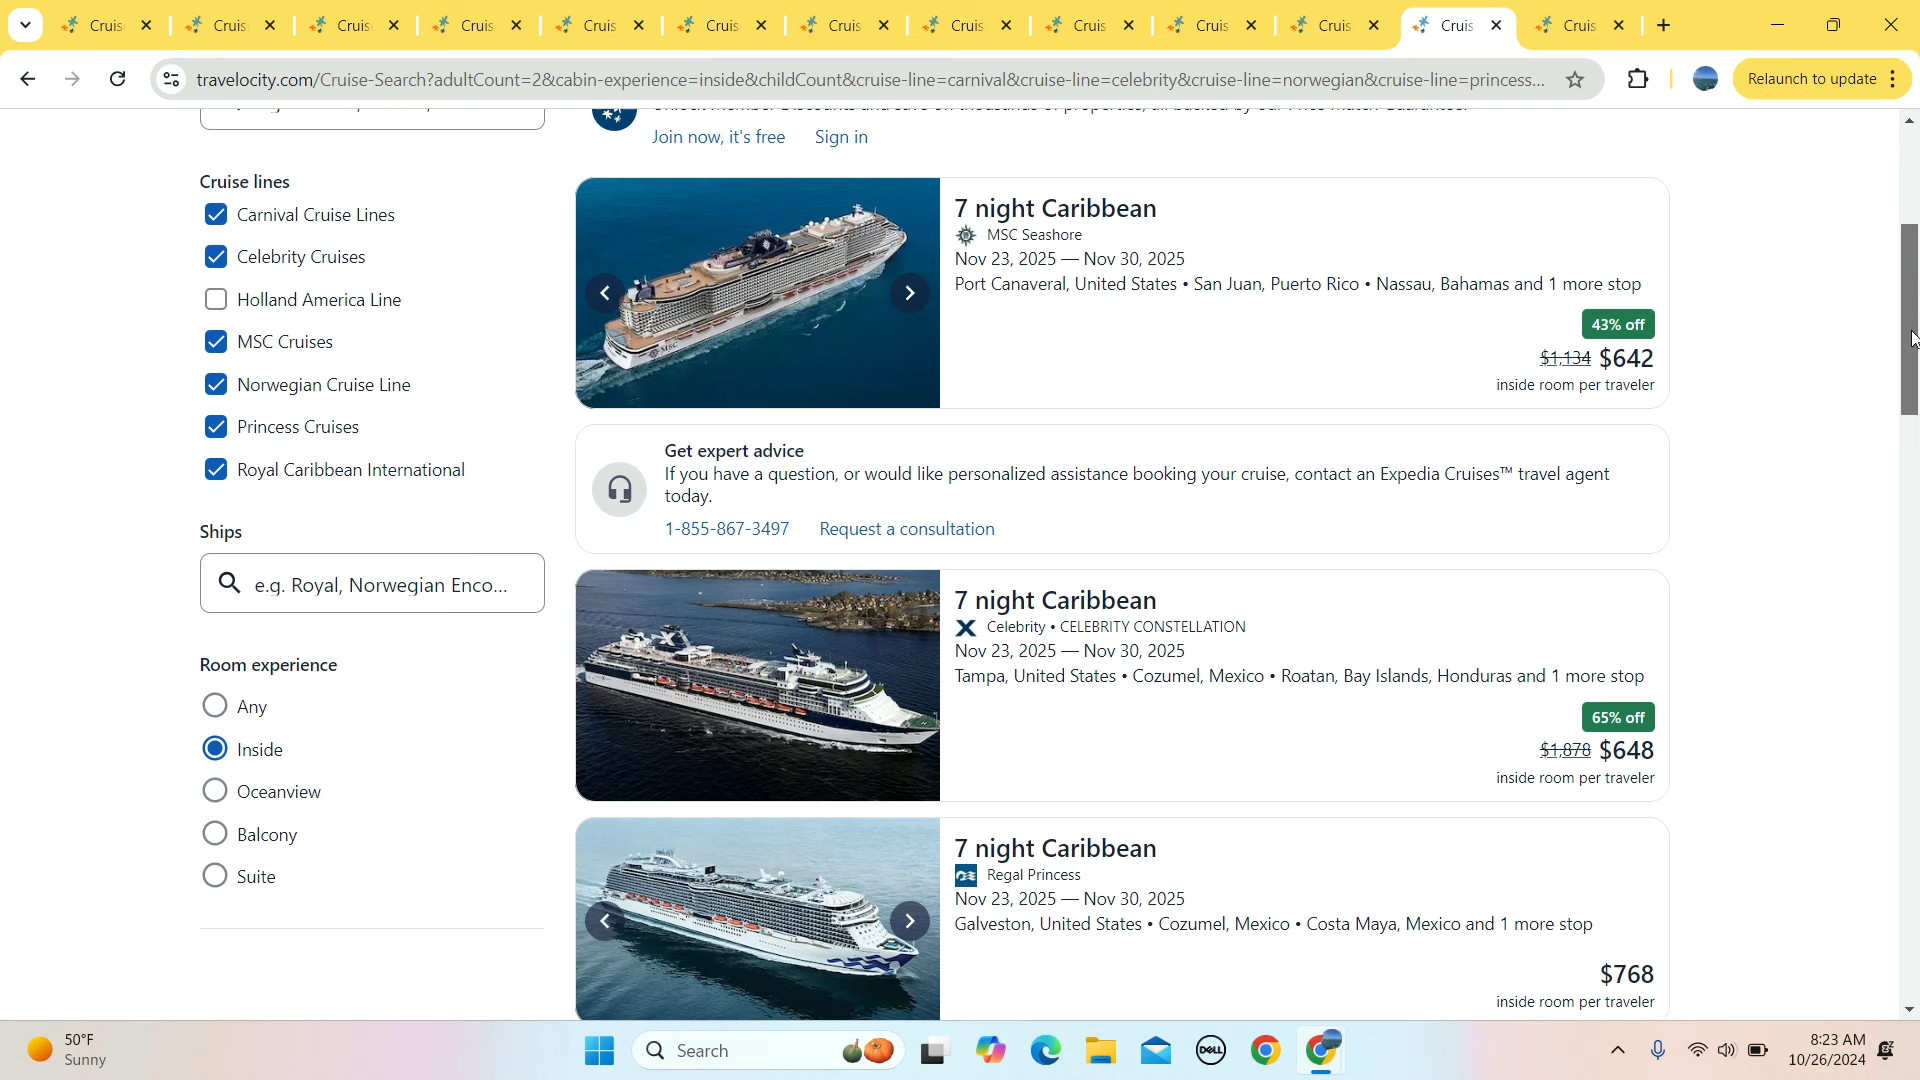 Cruis
Cruis
Cruis
Cruis
Cruis
Cruis
Cruis
Cruis
Cruis
Cruis
Cruis
Cruis
Cruis
travelocity.com/Cruise-Search?adultCount=2&cabin-experience=inside&childCount&cruise-line=carnival&cruise-line=celebrity&cruise-line=norwegian&cruise-line=princess...
Relaunch to update
Join now, it's free Sign in
Cruise lines
Carnival Cruise Lines
Celebrity Cruises
Holland America Line
MSC Cruises
Norwegian Cruise Line
Princess Cruises
Royal Caribbean International
Ships
e.g. Royal, Norwegian Enco...
Room experience
Any
Inside
Oceanview
Balcony
Suite
MSC
7 night Caribbean
MSC Seashore
Nov 23, 2025 — Nov 30, 2025
Port Canaveral, United States • San Juan, Puerto Rico • Nassau, Bahamas and 1 more stop
43% off
$1,134 $642
inside room per traveler
Get expert advice
If you have a question, or would like personalized assistance booking your cruise, contact an Expedia Cruises™ travel agent
today.
1-855-867-3497 Request a consultation
7 night Caribbean
Celebrity • CELEBRITY CONSTELLATION
Nov 23, 2025 — Nov 30, 2025
Tampa, United States • Cozumel, Mexico • Roatan, Bay Islands, Honduras and 1 more stop
65% off
$1,878 $648
inside room per traveler
7 night Caribbean
Regal Princess
Nov 23, 2025 — Nov 30, 2025
Galveston, United States • Cozumel, Mexico • Costa Maya, Mexico and 1 more stop
$768
inside room per traveler
50°F
Sunny
Search
DELL
8:23 AM
10/26/2024